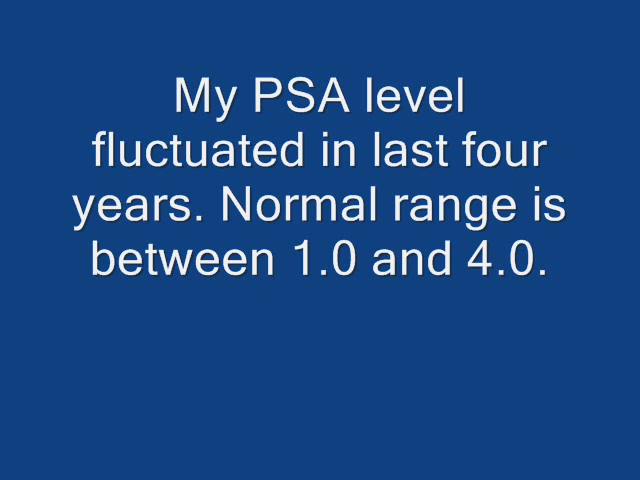 My PSA level
fluctuated in last four
years. Normal range is
between 1.0 and 4.0.